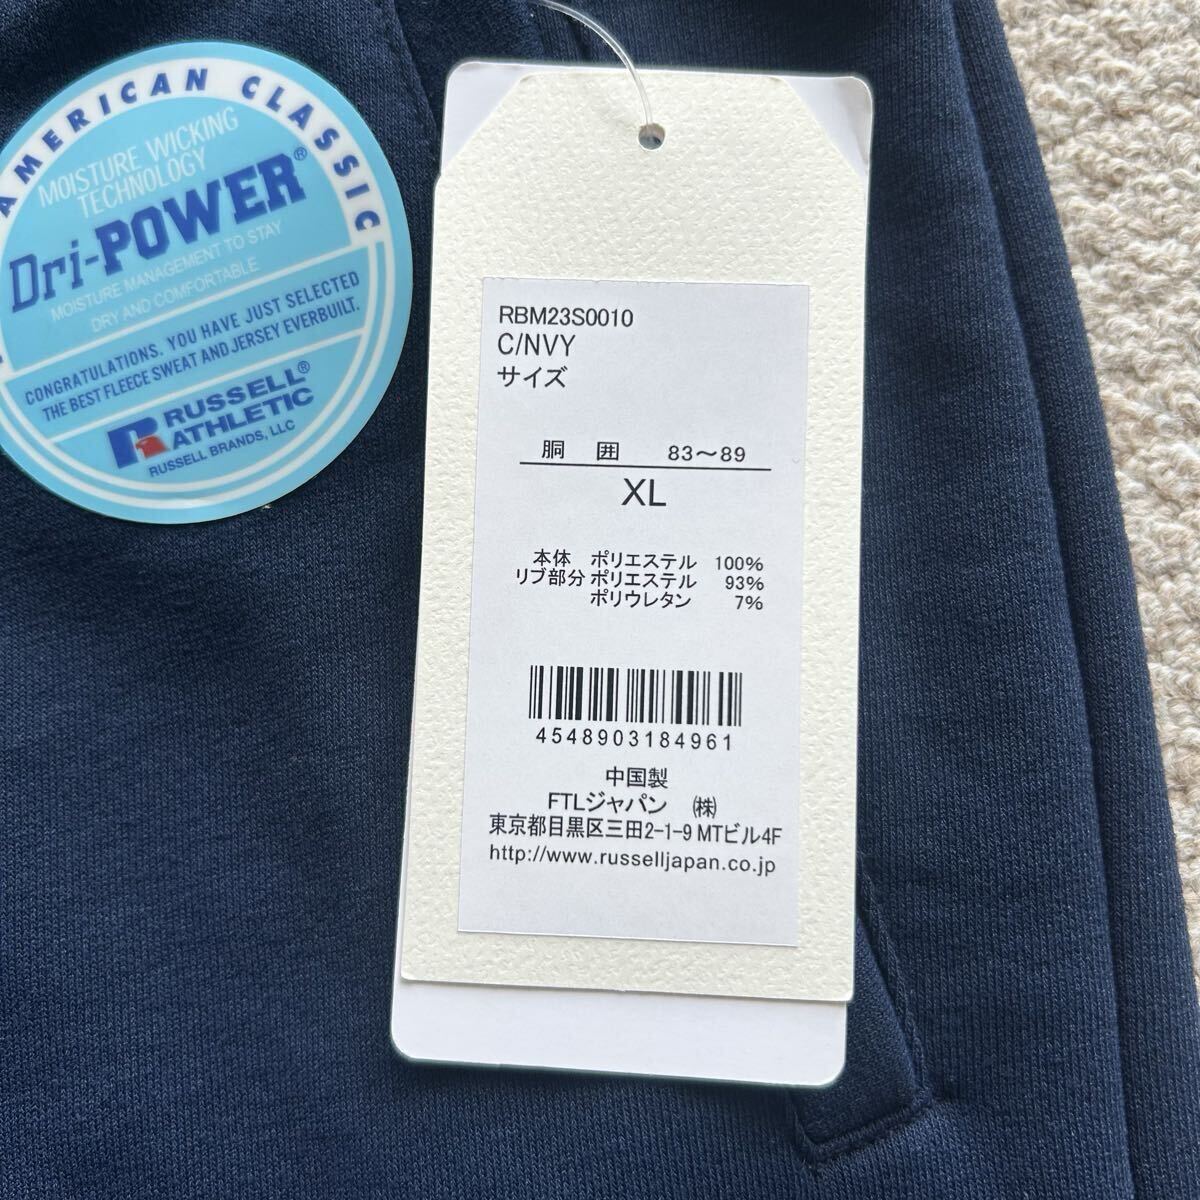 AMERICAN CLASSIC
MOISTURE WICKING
TECHNOLOGY
Dri-POWER®
MOISTURE MANAGEMENT TO STAY
DRY AND COMFORTABLE
CONGRATULATIONS. YOU HAVE JUST SELECTED
THE BEST FLEECE SWEAT AND JERSEY EVERBUILT.
RUSSELL®
ATHLETIC
RUSSELL BRANDS, LLC
RBM23S0010
C/NVY
サイズ
胴 囲 83〜89
XL
本体 ポリエステル 100%
リブ部分 ポリエステル 93%
ポリウレタン 7%
4548903184961
中国製
FTLジャパン ㈱
東京都目黒区三田2-1-9 MTビル4F
http://www.russelljapan.co.jp